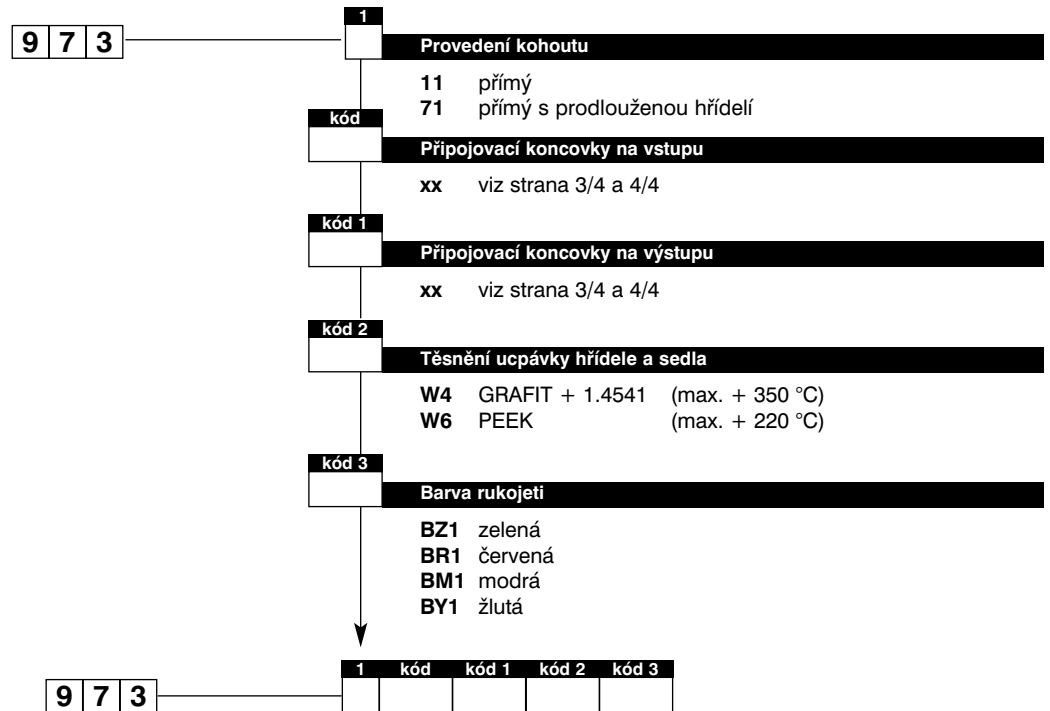 1
9 7 3
Provedení kohoutu
11 přímý
71 přímý s prodlouženou hřídelí
kód
Připojovací koncovky na vstupu
xx viz strana 3/4 a 4/4
kód 1
Připojovací koncovky na výstupu
xx viz strana 3/4 a 4/4
kód 2
Těsnění ucpávky hřídele a sedla
W4 GRAFIT + 1.4541 (max. + 350 °C)
W6 PEEK (max. + 220 °C)
kód 3
Barva rukojeti
BZ1 zelená
BR1 červená
BM1 modrá
BY1 žlutá
1 kód kód 1 kód 2 kód 3
9 7 3